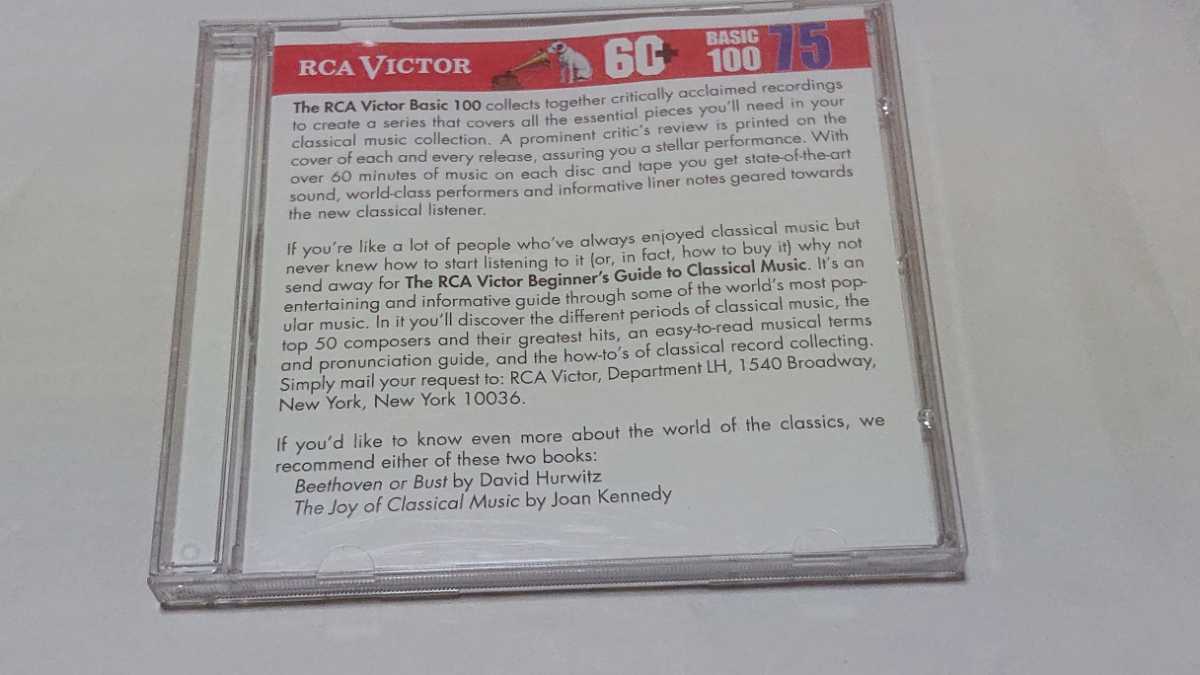 RCA VICTOR 60+ BASIC 100 75
The RCA Victor Basic 100 collects together critically acclaimed recordings
to create a series that covers all the essential pieces you'll need in your
classical music collection. A prominent critic's review is printed on the
cover of each and every release, assuring you a stellar performance. With
over 60 minutes of music on each disc and tape you get state-of-the-art
sound, world-class performers and informative liner notes geared towards
the new classical listener.
If you're like a lot of people who've always enjoyed classical music but
never knew how to start listening to it (or, in fact, how to buy it) why not
send away for The RCA Victor Beginner's Guide to Classical Music. It's an
entertaining and informative guide through some of the world's most pop-
ular music. In it you'll discover the different periods of classical music, the
top 50 composers and their greatest hits, an easy-to-read musical terms
and pronunciation guide, and the how-to's of classical record collecting.
Simply mail your request to: RCA Victor, Department LH, 1540 Broadway,
New York, New York 10036.
If you'd like to know even more about the world of the classics, we
recommend either of these two books:
Beethoven or Bust by David Hurwitz
The Joy of Classical Music by Joan Kennedy